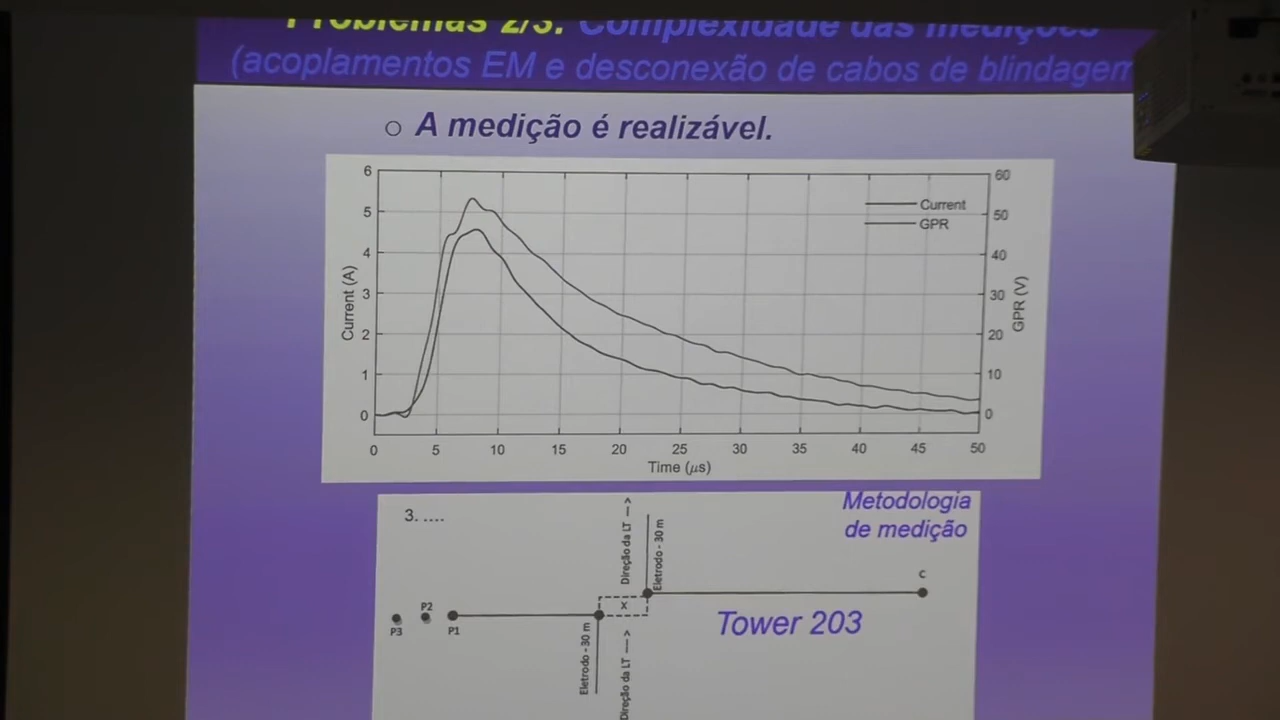 Problemas 2/3: Complexidade das medições
(acoplamentos EM e desconexão de cabos de blindagem
○ A medição é realizável.
6
5
4
3
2
1
0
Current (A)
60
50
40
30
20
10
0
GPR (V)
Current
GPR
0 5 10 15 20 25 30 35 40 45 50
Time (μs)
3. ....
Metodologia
de medição
Direção da LT --->
Eletrodo - 30 m
C
X
P3
P2
P1
Tower 203
Eletrodo - 30 m
Direção da LT --->